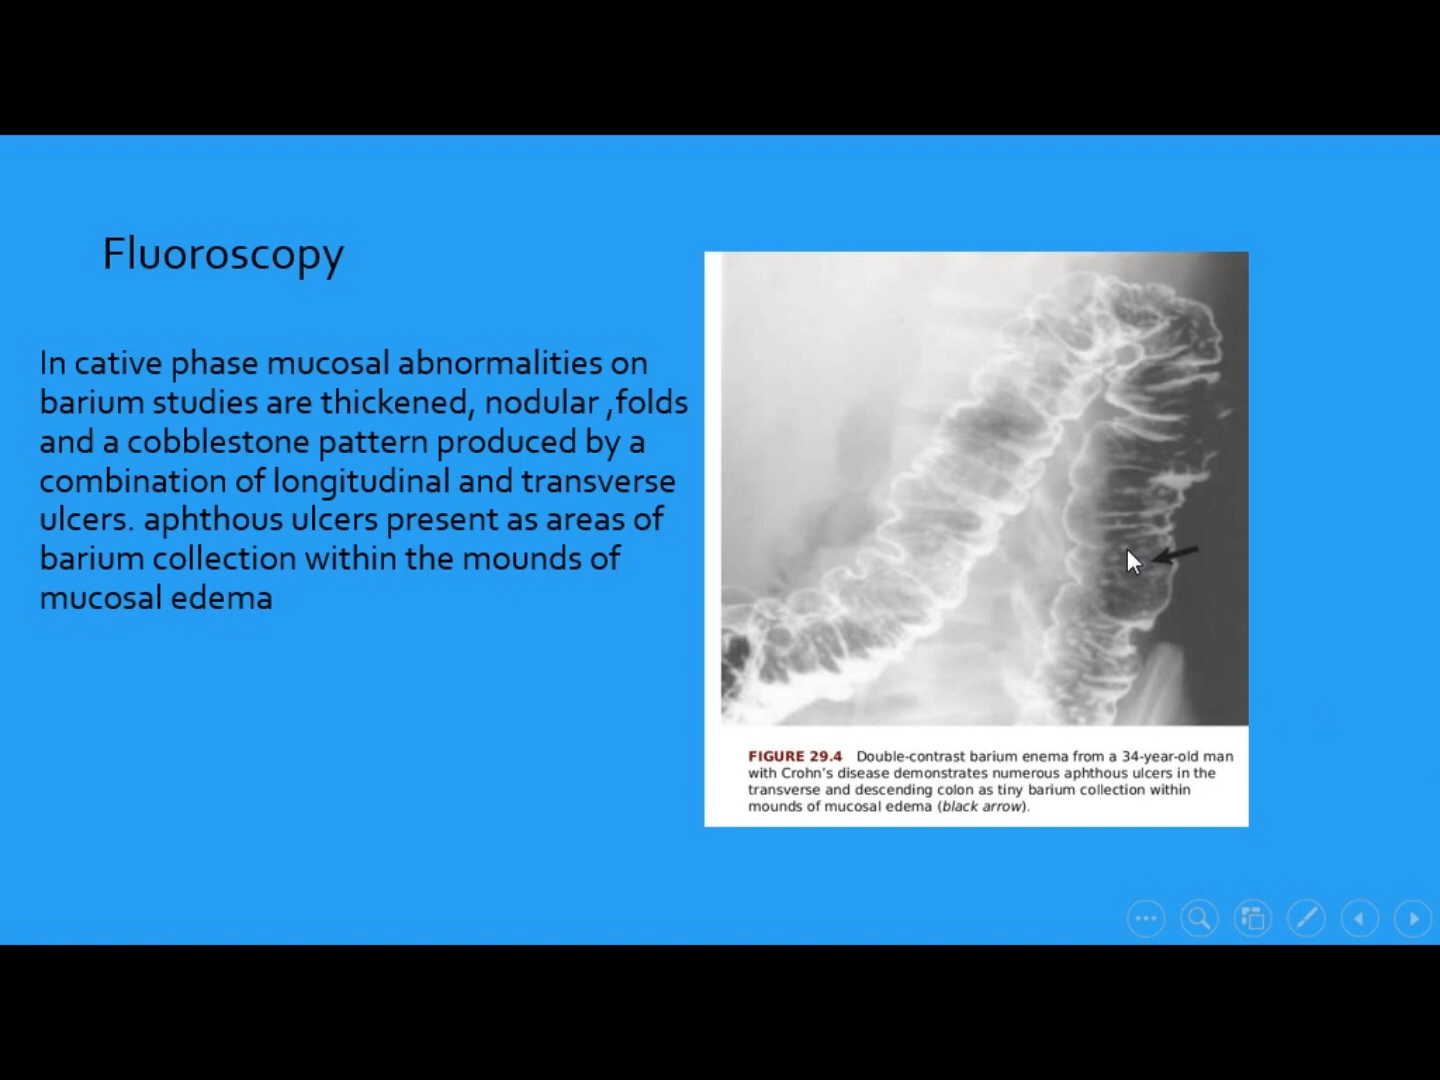 Fluoroscopy
In cative phase mucosal abnormalities on
barium studies are thickened, nodular ,folds
and a cobblestone pattern produced by a
combination of longitudinal and transverse
ulcers. aphthous ulcers present as areas of
barium collection within the mounds of
mucosal edema
FIGURE 29.4 Double-contrast barium enema from a 34-year-old man
with Crohn's disease demonstrates numerous aphthous ulcers in the
transverse and descending colon as tiny barium collection within
mounds of mucosal edema (black arrow).